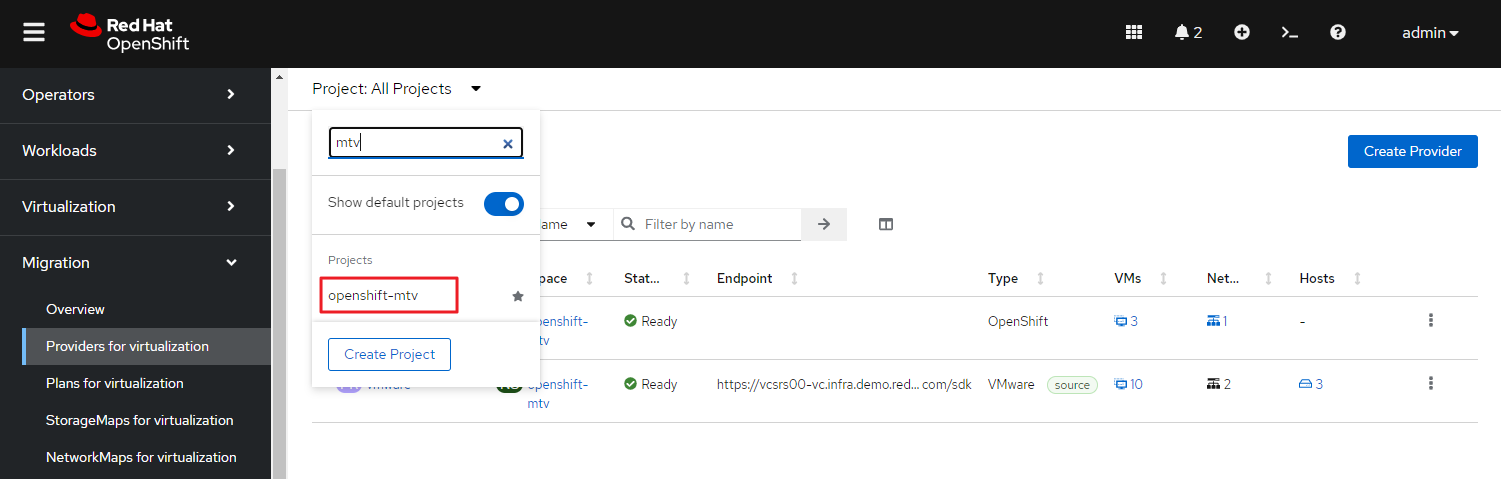 Red Hat
OpenShift
2
admin
Operators
Workloads
Virtualization
Migration
Overview
Providers for virtualization
Plans for virtualization
StorageMaps for virtualization
NetworkMaps for virtualization
Project: All Projects
mtv
Show default projects
Projects
openshift-mtv
Create Project
Create Provider
ame
Filter by name
pace Stat... Endpoint Type VMs Net... Hosts
openshift- Ready OpenShift 3 1 -
tv
vmware openshift- Ready https://vcsrs00-vc.infra.demo.red... com/sdk VMware source 10 2 3
mtv